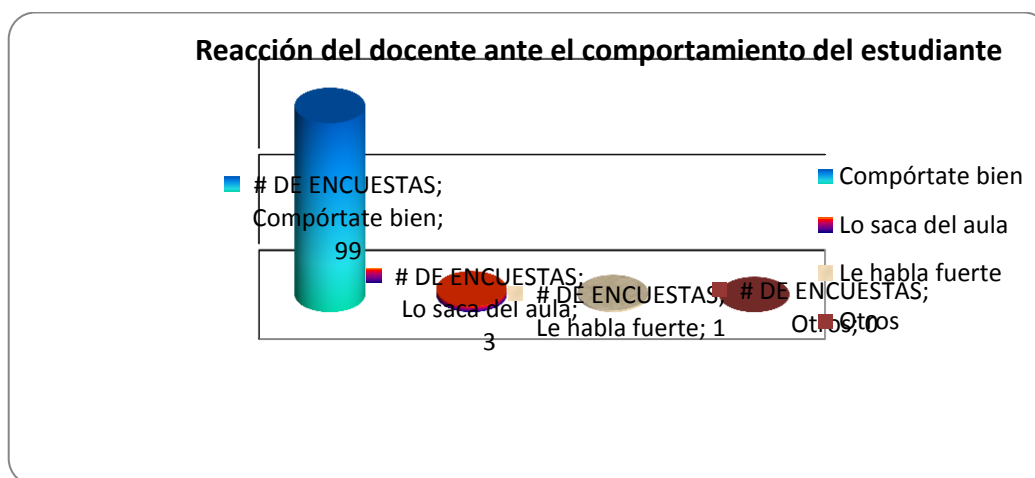 Reacción del docente ante el comportamiento del estudiante
# DE ENCUESTAS;
Compórtate bien;
99
# DE ENCUESTAS;
Lo saca del aula;
3
# DE ENCUESTAS;
Le habla fuerte; 1
# DE ENCUESTAS;
Otros; 0
Compórtate bien
Lo saca del aula
Le habla fuerte
Otros